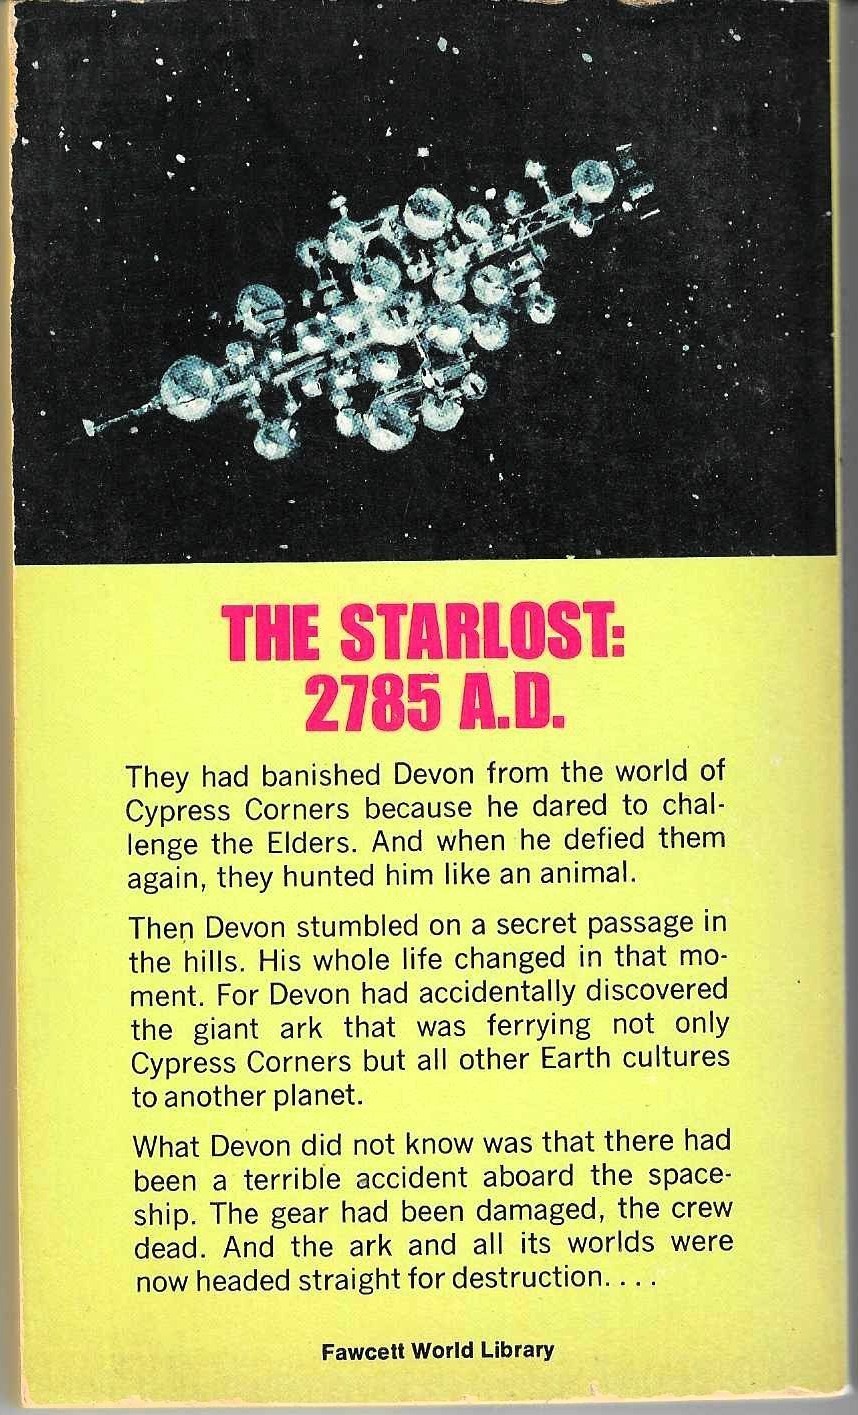 THE STARLOST:
2785 A.D.
They had banished Devon from the world of
Cypress Corners because he dared to chal-
lenge the Elders. And when he defied them
again, they hunted him like an animal.
Then Devon stumbled on a secret passage in
the hills. His whole life changed in that mo-
ment. For Devon had accidentally discovered
the giant ark that was ferrying not only
Cypress Corners but all other Earth cultures
to another planet.
What Devon did not know was that there had
been a terrible accident aboard the space-
ship. The gear had been damaged, the crew
dead. And the ark and all its worlds were
now headed straight for destruction. . . .
Fawcett World Library